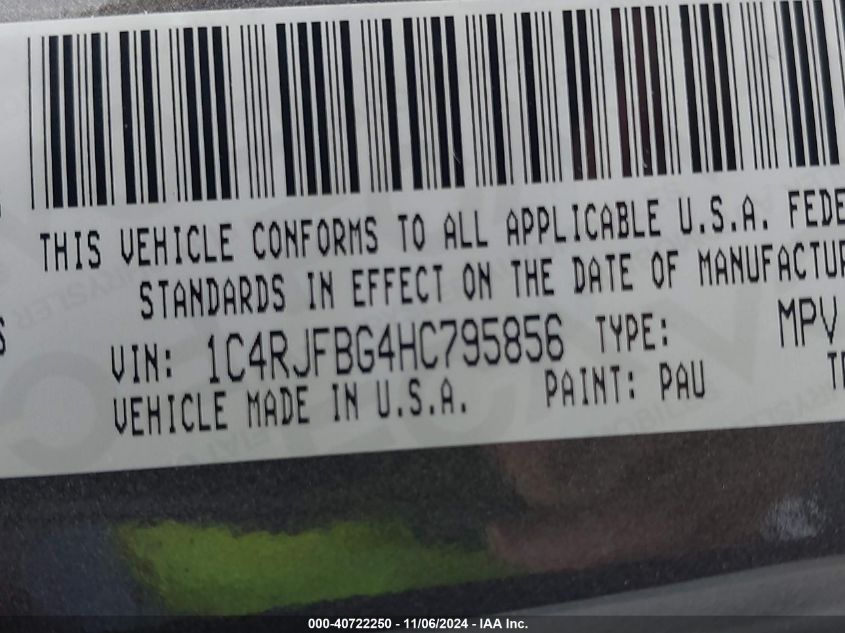 THIS VEHICLE CONFORMS TO ALL APPLICABLE U.S.A. FEDE
STANDARDS IN EFFECT ON THE DATE OF MANUFACTUR
VIN: 1C4RJFBG4HC795856 TYPE: MPV
VEHICLE MADE IN U.S.A. PAINT: PAU
000-40722250 - 11/06/2024 - IAA Inc.